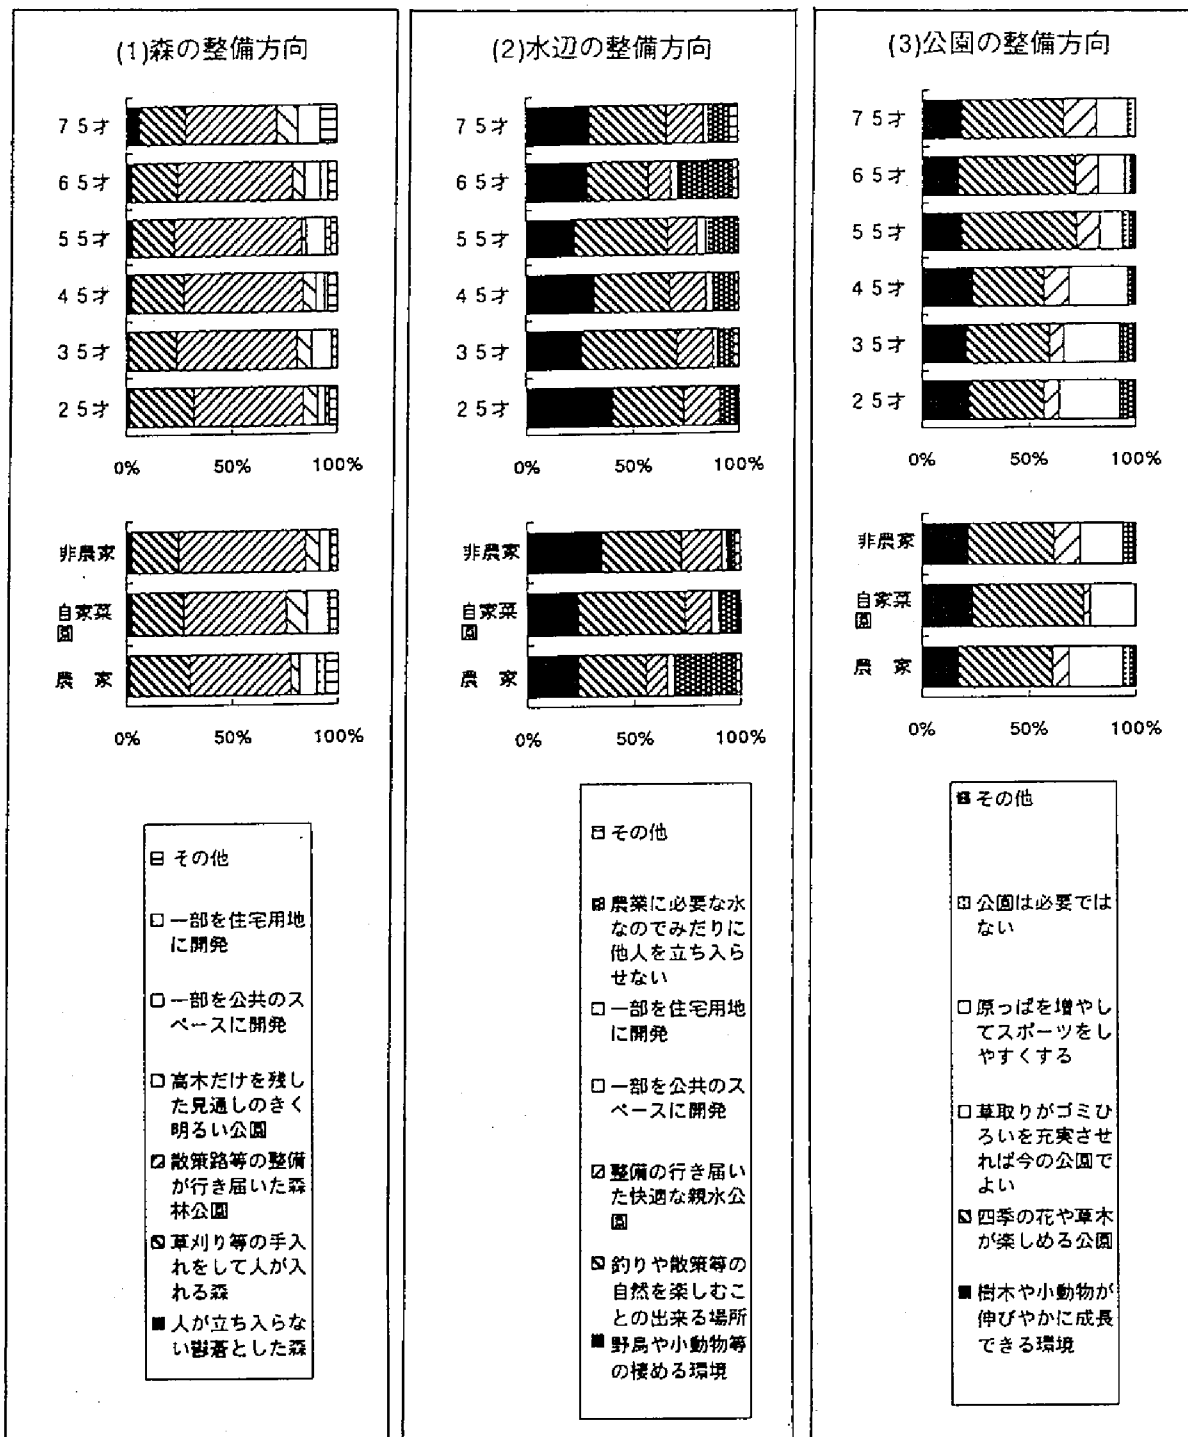 (1)森の整備方向
75才
65才
55才
45才
35才
25才
0% 50% 100%
非農家
自家菜
園
農 家
0% 50% 100%
その他
一部を住宅用地
に開発
一部を公共のス
ペースに開発
高木だけを残し
た見通しのきく
明るい公園
散策路等の整備
が行き届いた森
林公園
草刈り等の手入
れをして人が入
れる森
人が立ち入らな
い鬱蒼とした森
(2)水辺の整備方向
75才
65才
55才
45才
35才
25才
0% 50% 100%
非農家
自家菜
園
農 家
0% 50% 100%
その他
農業に必要な水
なのでみだりに
他人を立ち入ら
せない
一部を住宅用地
に開発
一部を公共のス
ペースに開発
整備の行き届い
た快適な親水公
園
釣りや散策等の
自然を楽しむこ
との出来る場所
野鳥や小動物等
の棲める環境
(3)公園の整備方向
75才
65才
55才
45才
35才
25才
0% 50% 100%
非農家
自家菜
園
農 家
0% 50% 100%
その他
公園は必要では
ない
原っぱを増やし
てスポーツをし
やすくする
草取りがゴミひ
ろいを充実させ
れば今の公園で
よい
四季の花や草木
が楽しめる公園
樹木や小動物が
伸びやかに成長
できる環境